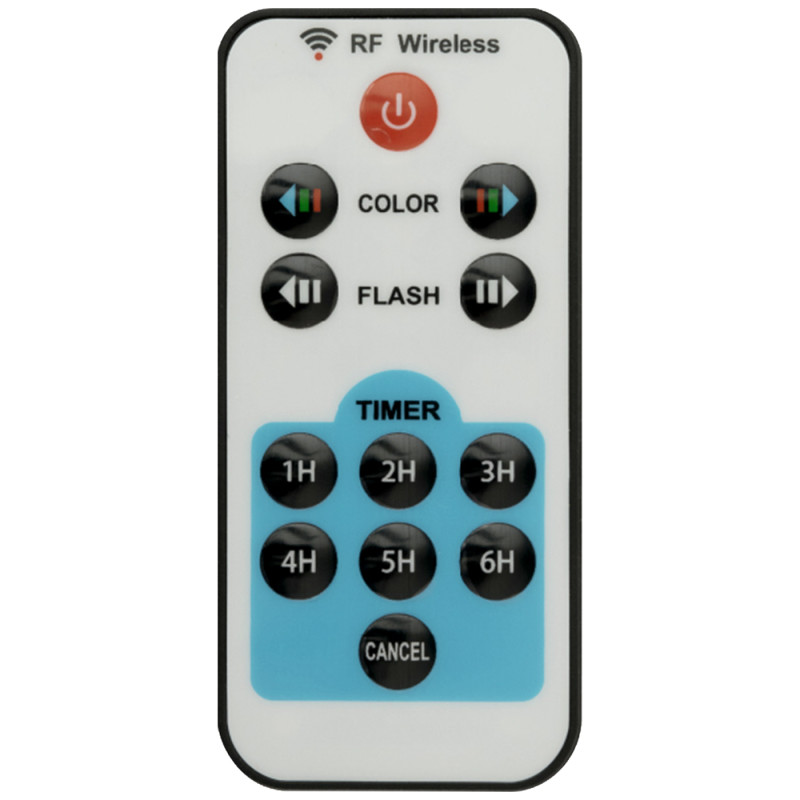 RF Wireless
COLOR
FLASH
TIMER
1H 2H 3H
4H 5H 6H
CANCEL